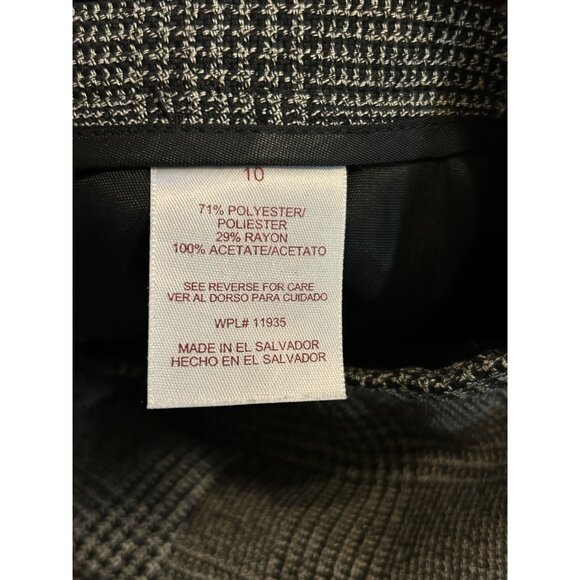 10
71% POLYESTER/
POLIESTER
29% RAYON
100% ACETATE/ACETATO
SEE REVERSE FOR CARE
VER AL DORSO PARA CUIDADO
WPL# 11935
MADE IN EL SALVADOR
HECHO EN EL SALVADOR